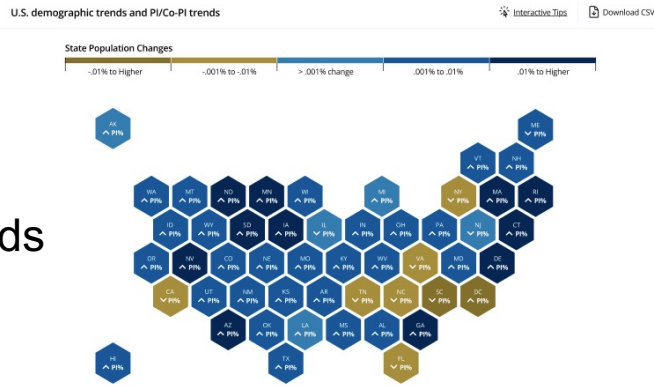 U.S. demographic trends and PI/Co-PI trends
Interactive Tips
Download CSV
State Population Changes
-.01% to Higher
-.001% to -.01%
> .001% change
.001% to .01%
.01% to Higher
AK
^ PI%
ME
v PI%
VT
^ PI%
NH
^ PI%
WA
^ PI%
MT
^ PI%
ND
^ PI%
MN
^ PI%
WI
^ PI%
MI
^ PI%
NY
v PI%
MA
^ PI%
RI
^ PI%
ds
ID
^ PI%
WY
^ PI%
SD
^ PI%
IA
^ PI%
IL
v PI%
IN
^ PI%
OH
^ PI%
PA
^ PI%
NJ
v PI%
CT
^ PI%
OR
^ PI%
NV
^ PI%
CO
^ PI%
NE
^ PI%
MO
^ PI%
KY
^ PI%
WV
^ PI%
VA
v PI%
MD
^ PI%
DE
^ PI%
CA
v PI%
UT
^ PI%
NM
^ PI%
KS
^ PI%
AR
^ PI%
TN
v PI%
NC
v PI%
SC
v PI%
DC
^ PI%
AZ
^ PI%
OK
^ PI%
LA
^ PI%
MS
^ PI%
AL
^ PI%
GA
^ PI%
HI
^ PI%
TX
^ PI%
FL
v PI%